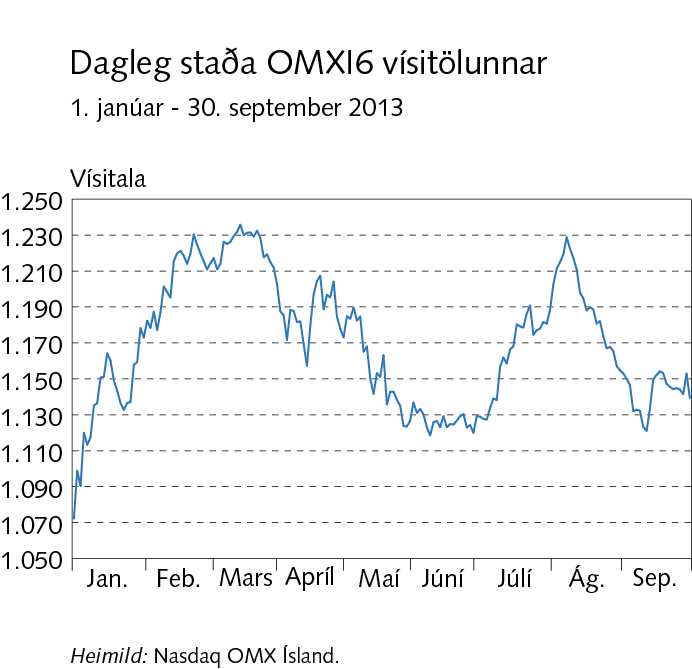 Dagleg staða OMXI6 vísitölunnar
1. janúar - 30. september 2013
Vísitala
1.250
1.230
1.210
1.190
1.170
1.150
1.130
1.110
1.090
1.070
1.050
Jan. Feb. Mars Apríl Maí Júní Júlí Ág. Sep.
Heimild: Nasdaq OMX Ísland.